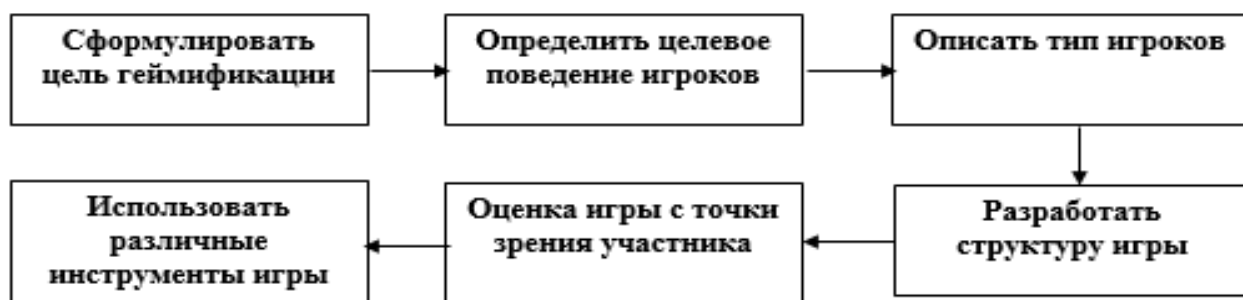 Сформулировать
цель геймификации
Определить целевое
поведение игроков
Описать тип игроков
Разработать
структуру игры
Оценка игры с точки
зрения участника
Использовать
различные
инструменты игры